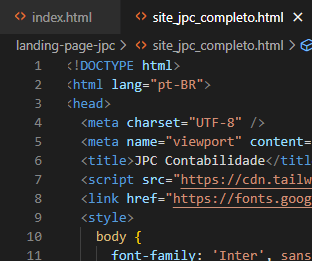 index.html
site_jpc_completo.html
landing-page-jpc > site_jpc_completo.html >
1 <!DOCTYPE html>
2 <html lang="pt-BR">
3 <head>
4 <meta charset="UTF-8" />
5 <meta name="viewport" content=
6 <title>JPC Contabilidade</titl
7 <script src="https://cdn.tailw
8 <link href="https://fonts.goog
9 <style>
10 body {
11 font-family: 'Inter', sans